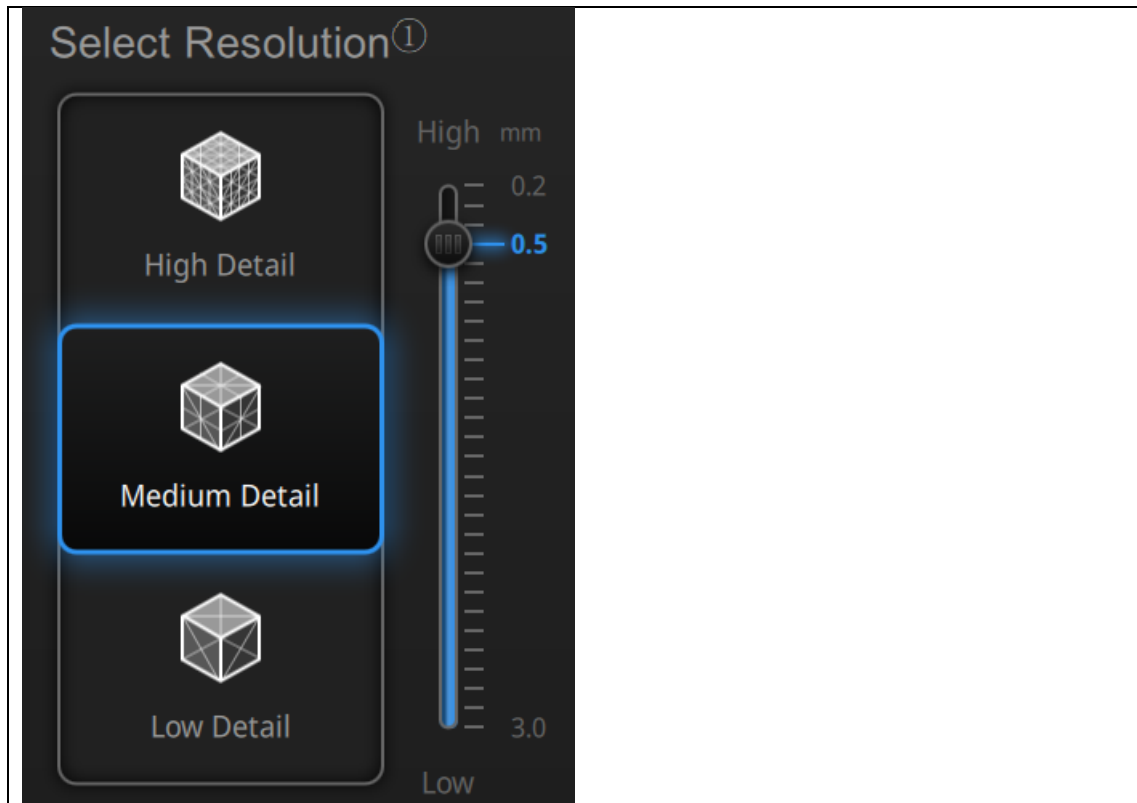 Select Resolution①
High Detail
Medium Detail
Low Detail
High mm
0.2
0.5
3.0
Low